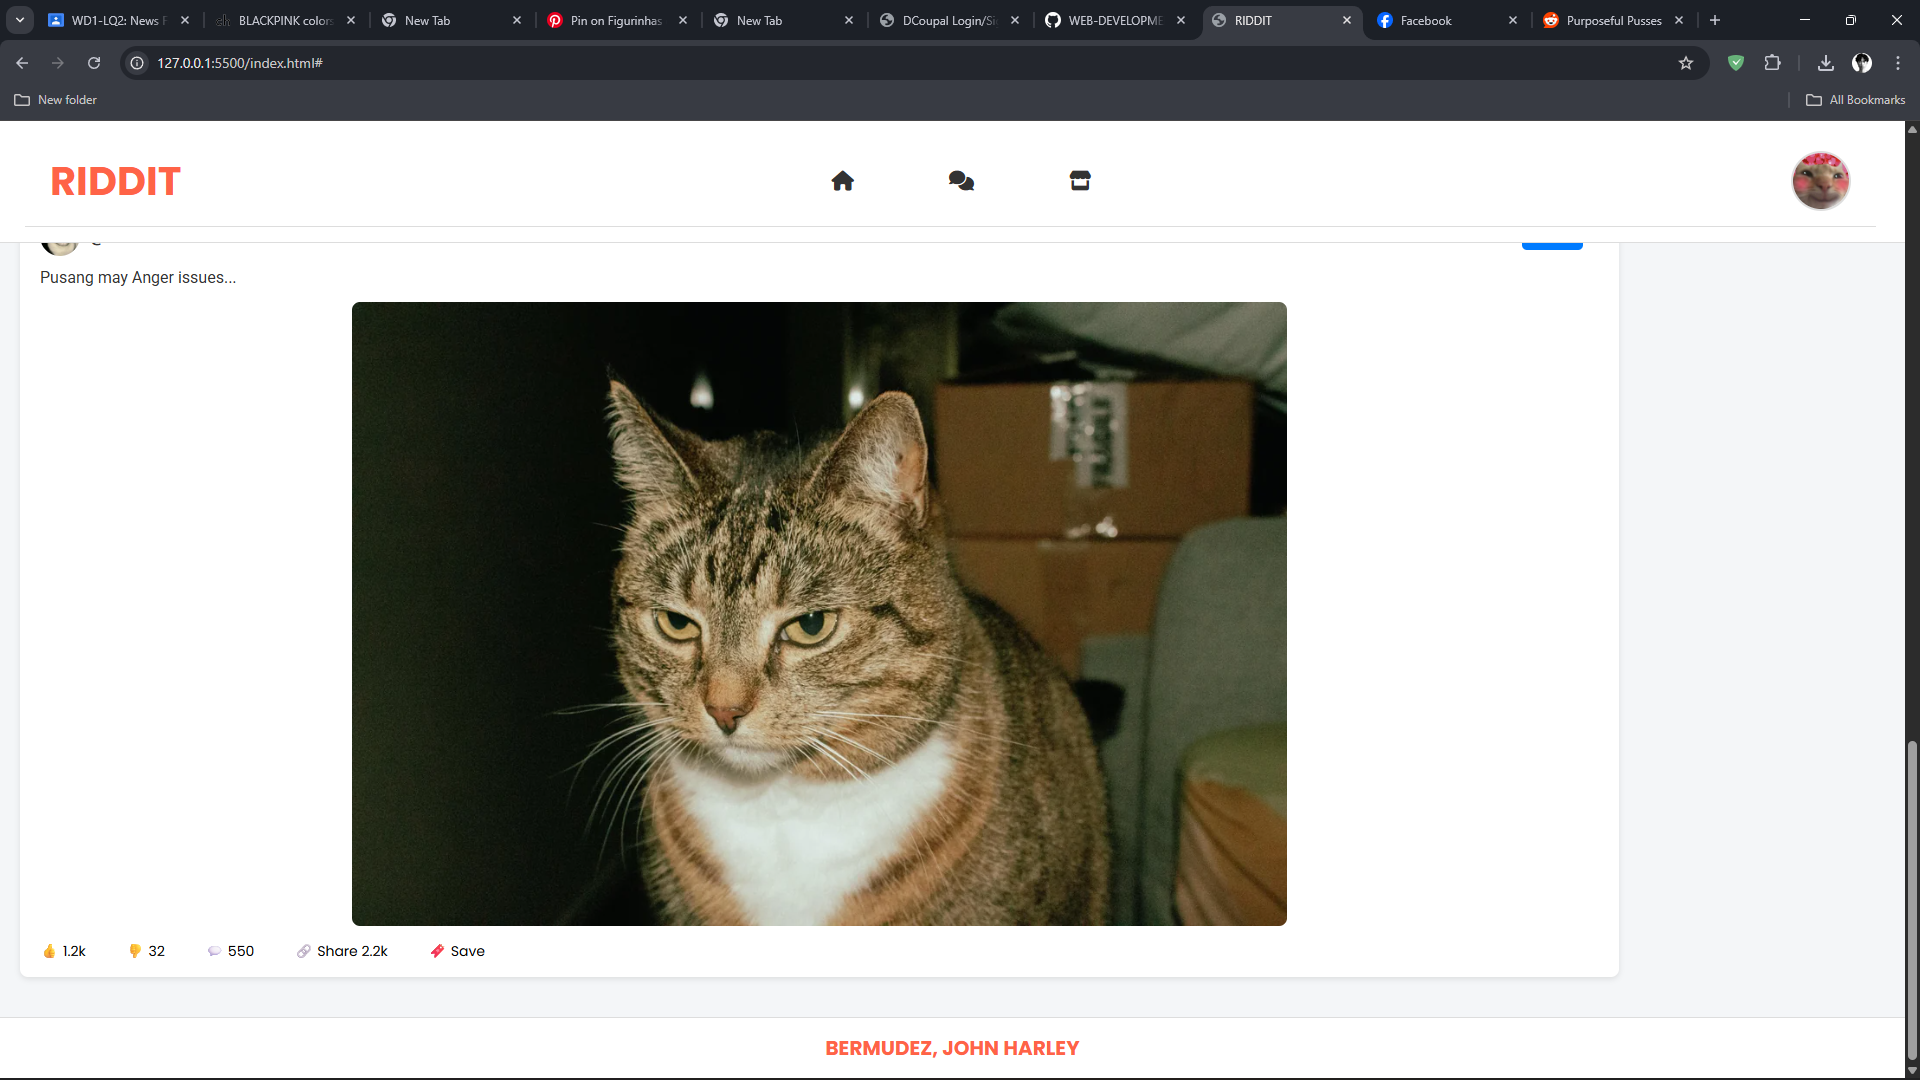 WD1-LQ2: News F
BLACKPINK colors
New Tab
Pin on Figurinhas
New Tab
DCoupal Login/Si
WEB-DEVELOPME
RIDDIT
Facebook
Purposeful Pusses
127.0.0.1:5500/index.html#
New folder
All Bookmarks
RIDDIT
Pusang may Anger issues...
FRAGILE
👍 1.2k
👎 32
💬 550
🔗 Share 2.2k
🔖 Save
BERMUDEZ, JOHN HARLEY